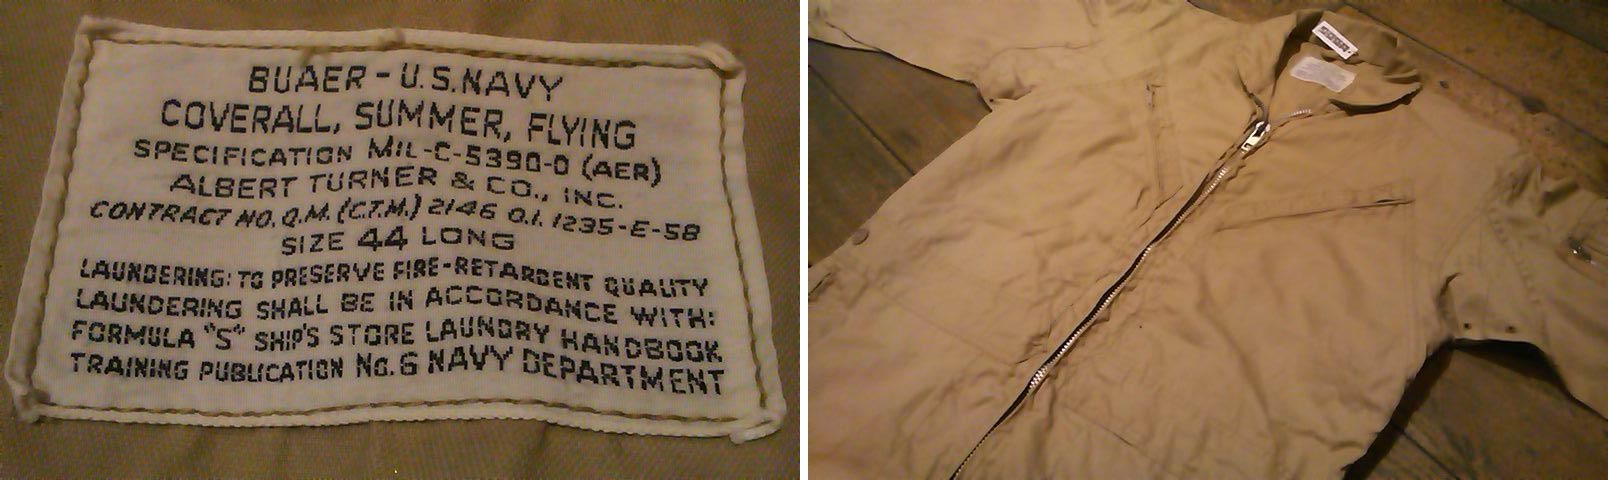 BUAER - U.S. NAVY
COVERALL, SUMMER, FLYING
SPECIFICATION MIL-C-5390-0 (AER)
ALBERT TURNER & CO., INC.
CONTRACT NO. Q.M. (C.T.M.) 2146 O.I. 1235-E-58
SIZE 44 LONG
LAUNDERING: TO PRESERVE FIRE-RETARDENT QUALITY
LAUNDERING SHALL BE IN ACCORDANCE WITH:
FORMULA "S" SHIP'S STORE LAUNDRY HANDBOOK
TRAINING PUBLICATION No. 6 NAVY DEPARTMENT